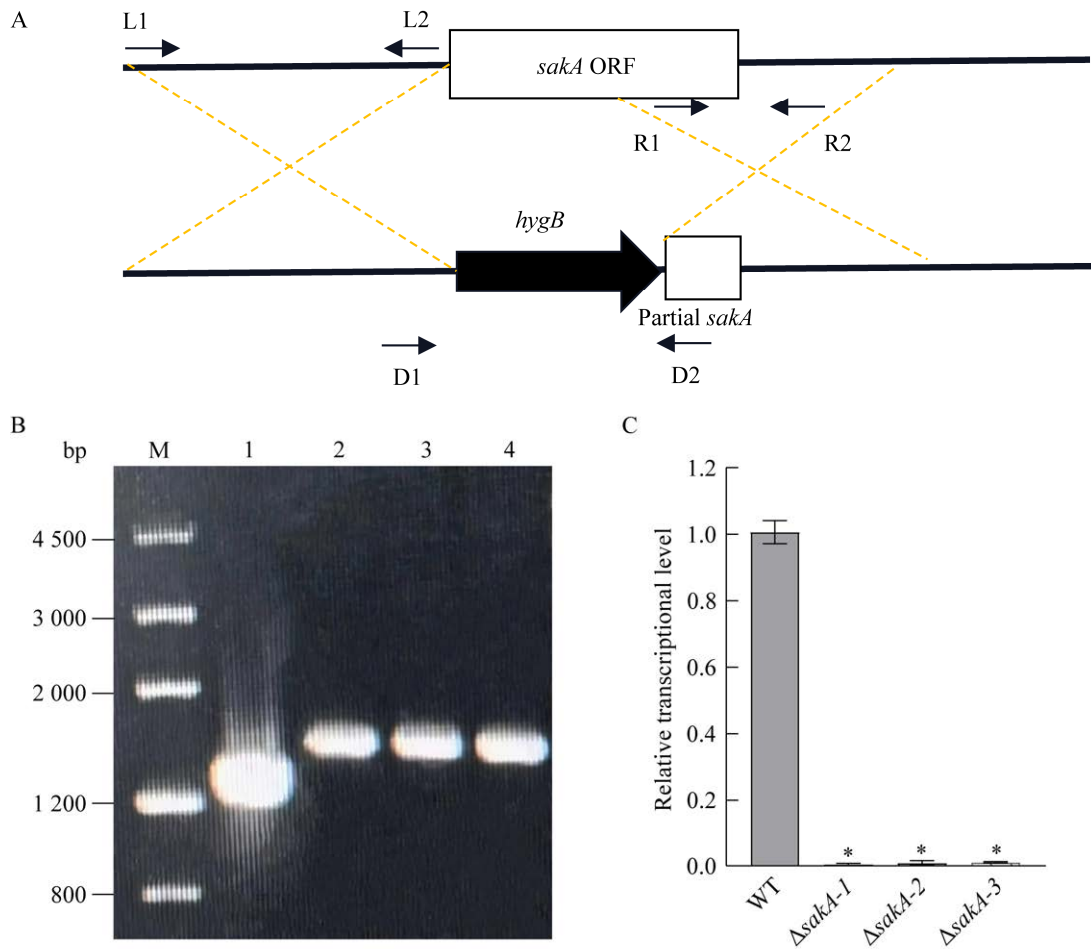 A
L1
L2
sakA ORF
R1
R2
hygB
Partial sakA
D1
D2
B
bp M 1 2 3 4
4 500
3 000
2 000
1 200
800
C
Relative transcriptional level
1.2
1.0
0.8
0.6
0.4
0.2
0.0
* * *
WT
ΔsakA-1
ΔsakA-2
ΔsakA-3